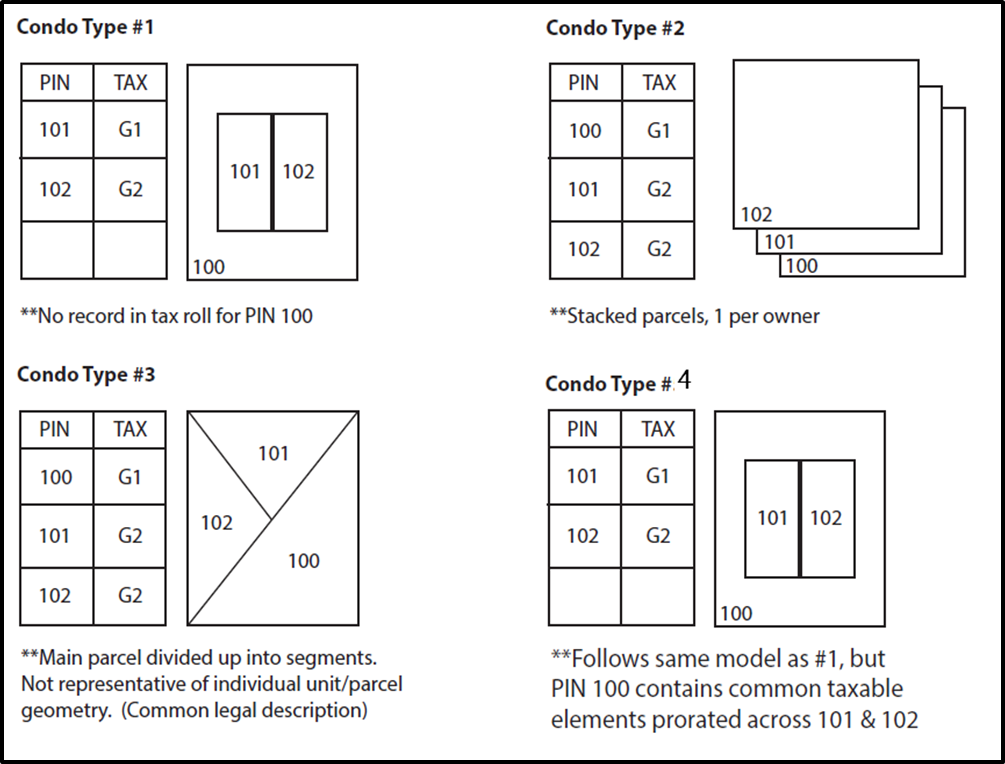 Condo Type #1
PIN TAX
101 G1
102 G2
101 102
100
**No record in tax roll for PIN 100
Condo Type #2
PIN TAX
100 G1
101 G2
102 G2
102
101
100
**Stacked parcels, 1 per owner
Condo Type #3
PIN TAX
100 G1
101 G2
102 G2
101
102
100
**Main parcel divided up into segments.
Not representative of individual unit/parcel
geometry. (Common legal description)
Condo Type #.4
PIN TAX
101 G1
102 G2
101 102
100
**Follows same model as #1, but
PIN 100 contains common taxable
elements prorated across 101 & 102